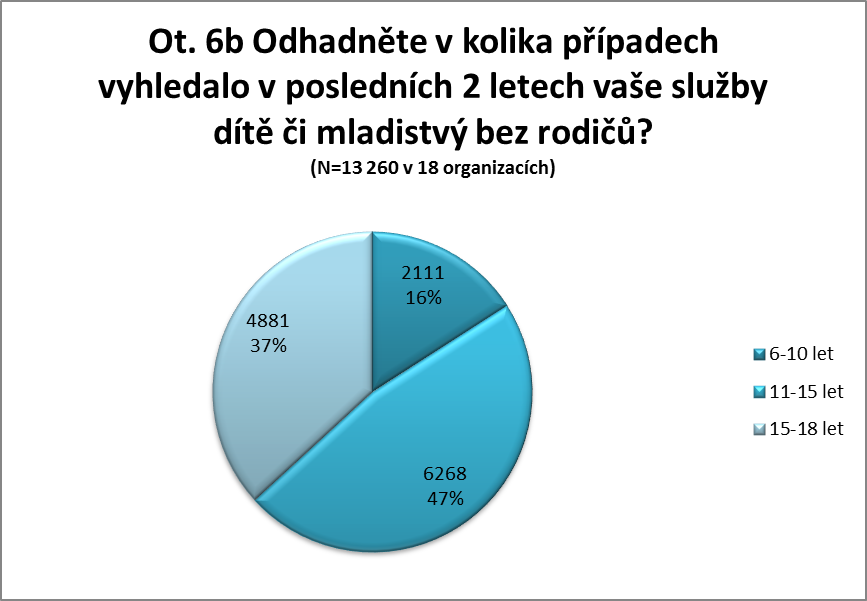 Ot. 6b Odhadněte v kolika případech
vyhledalo v posledních 2 letech vaše služby
dítě či mladistvý bez rodičů?
(N=13 260 v 18 organizacích)
2111
16%
4881
37%
6268
47%
6-10 let
11-15 let
15-18 let